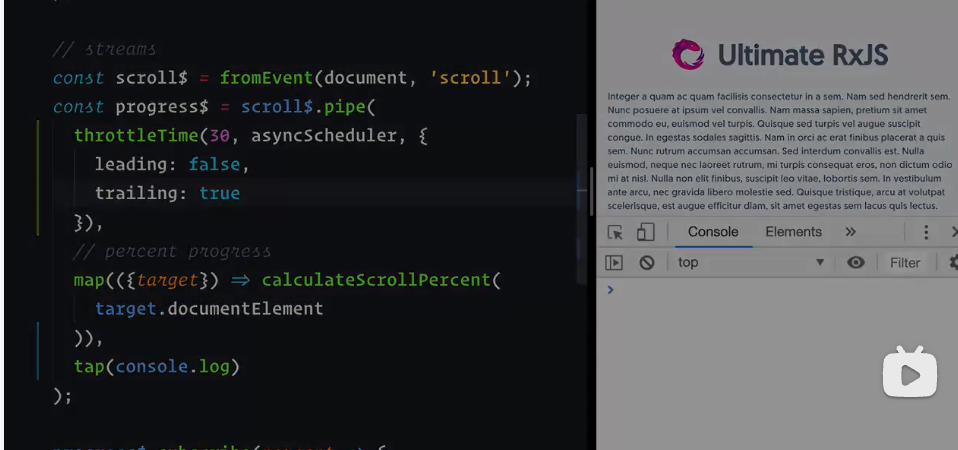 // streams
const scroll$ = fromEvent(document, 'scroll');
const progress$ = scroll$.pipe(
throttleTime(30, asyncScheduler, {
leading: false,
trailing: true
}),
// percent progress
map(({target}) => calculateScrollPercent(
target.documentElement
)),
tap(console.log)
);
Ultimate RxJS
Integer a quam ac quam facilisis consectetur in a sem. Nam sed hendrerit sem.
Nunc posuere at ipsum vel convallis. Nam massa sapien, pretium sit amet
commodo eu, euismod vel turpis. Quisque sed turpis vel augue suscipit
congue. In egestas sodales sagittis. Nam in orci ac erat finibus placerat a quis
sem. Nunc rutrum accumsan accumsan. Sed interdum convallis est. Nulla
euismod, neque nec laoreet rutrum, mi turpis consequat eros, non dictum odio
mi at nisl. Nulla non elit finibus, suscipit leo vitae, lobortis sem. In vestibulum
ante arcu, nec gravida libero molestie sed. Quisque tristique, arcu at volutpat
scelerisque, est augue efficitur diam, sit amet egestas sem lacus quis lectus.
Console Elements
top Filter